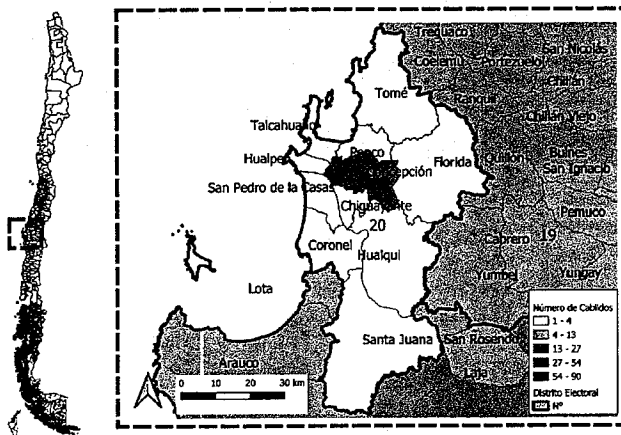 Treguaco
San Nicolás
Coelemu
Portezuelo
Chillán
Tomé
Ranquil
Chillán Viejo
Talcahuano
Penco
Hualpén
Concepción
Florida
Quillón
Bulnes
San Ignacio
San Pedro de la Casas
Chiguayante
20
Pemuco
Coronel
Hualqui
Cabrero
19
Lota
Yumbel
Yungay
Número de Cabildos
1 - 4
4 - 13
13 - 27
27 - 54
54 - 90
Distrito Electoral
Nº
Santa Juana
San Rosendo
Arauco
Laja
0 10 20 30 km